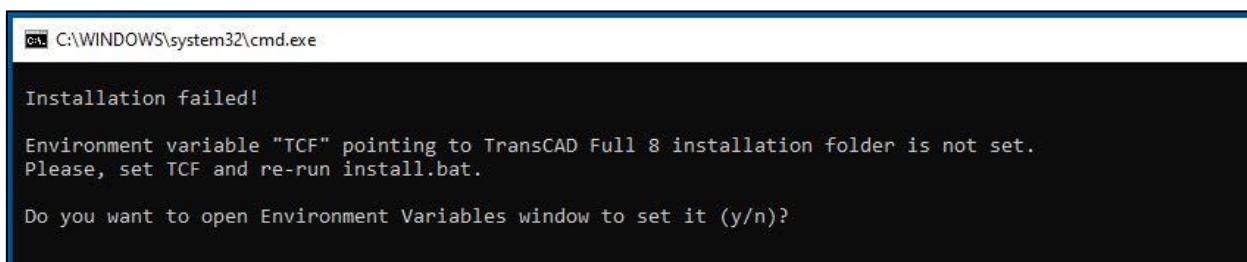 C:\WINDOWS\system32\cmd.exe
Installation failed!
Environment variable "TCF" pointing to TransCAD Full 8 installation folder is not set.
Please, set TCF and re-run install.bat.
Do you want to open Environment Variables window to set it (y/n)?